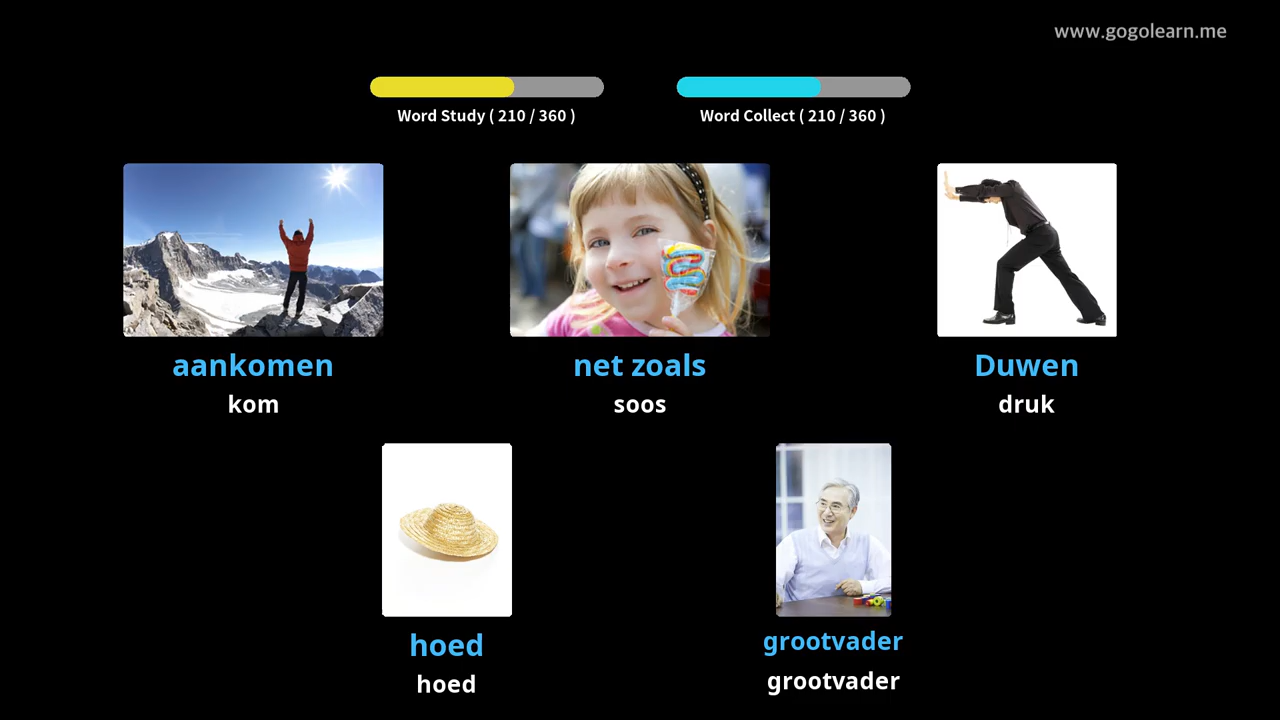 www.gogolearn.me
Word Study ( 210 / 360 )
Word Collect ( 210 / 360 )
aankomen
kom
net zoals
soos
Duwen
druk
hoed
hoed
grootvader
grootvader